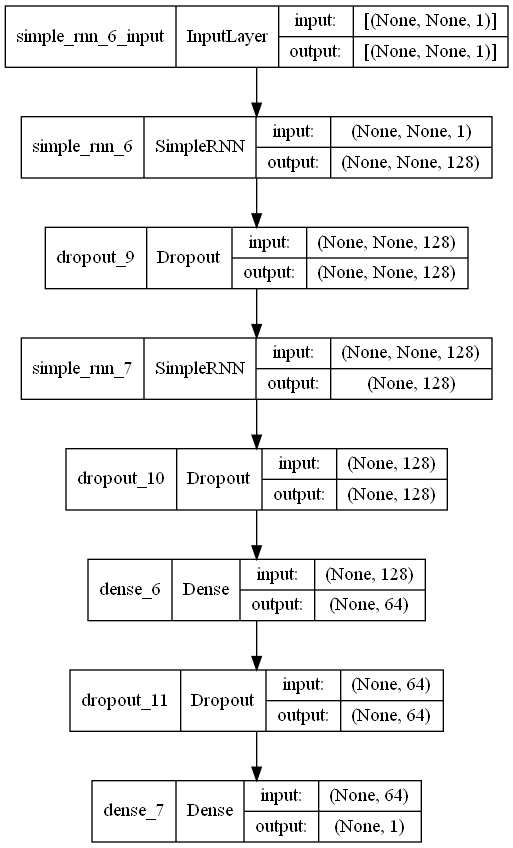 simple_rnn_6_input InputLayer input: [(None, None, 1)]
output: [(None, None, 1)]
simple_rnn_6 SimpleRNN input: (None, None, 1)
output: (None, None, 128)
dropout_9 Dropout input: (None, None, 128)
output: (None, None, 128)
simple_rnn_7 SimpleRNN input: (None, None, 128)
output: (None, 128)
dropout_10 Dropout input: (None, 128)
output: (None, 128)
dense_6 Dense input: (None, 128)
output: (None, 64)
dropout_11 Dropout input: (None, 64)
output: (None, 64)
dense_7 Dense input: (None, 64)
output: (None, 1)